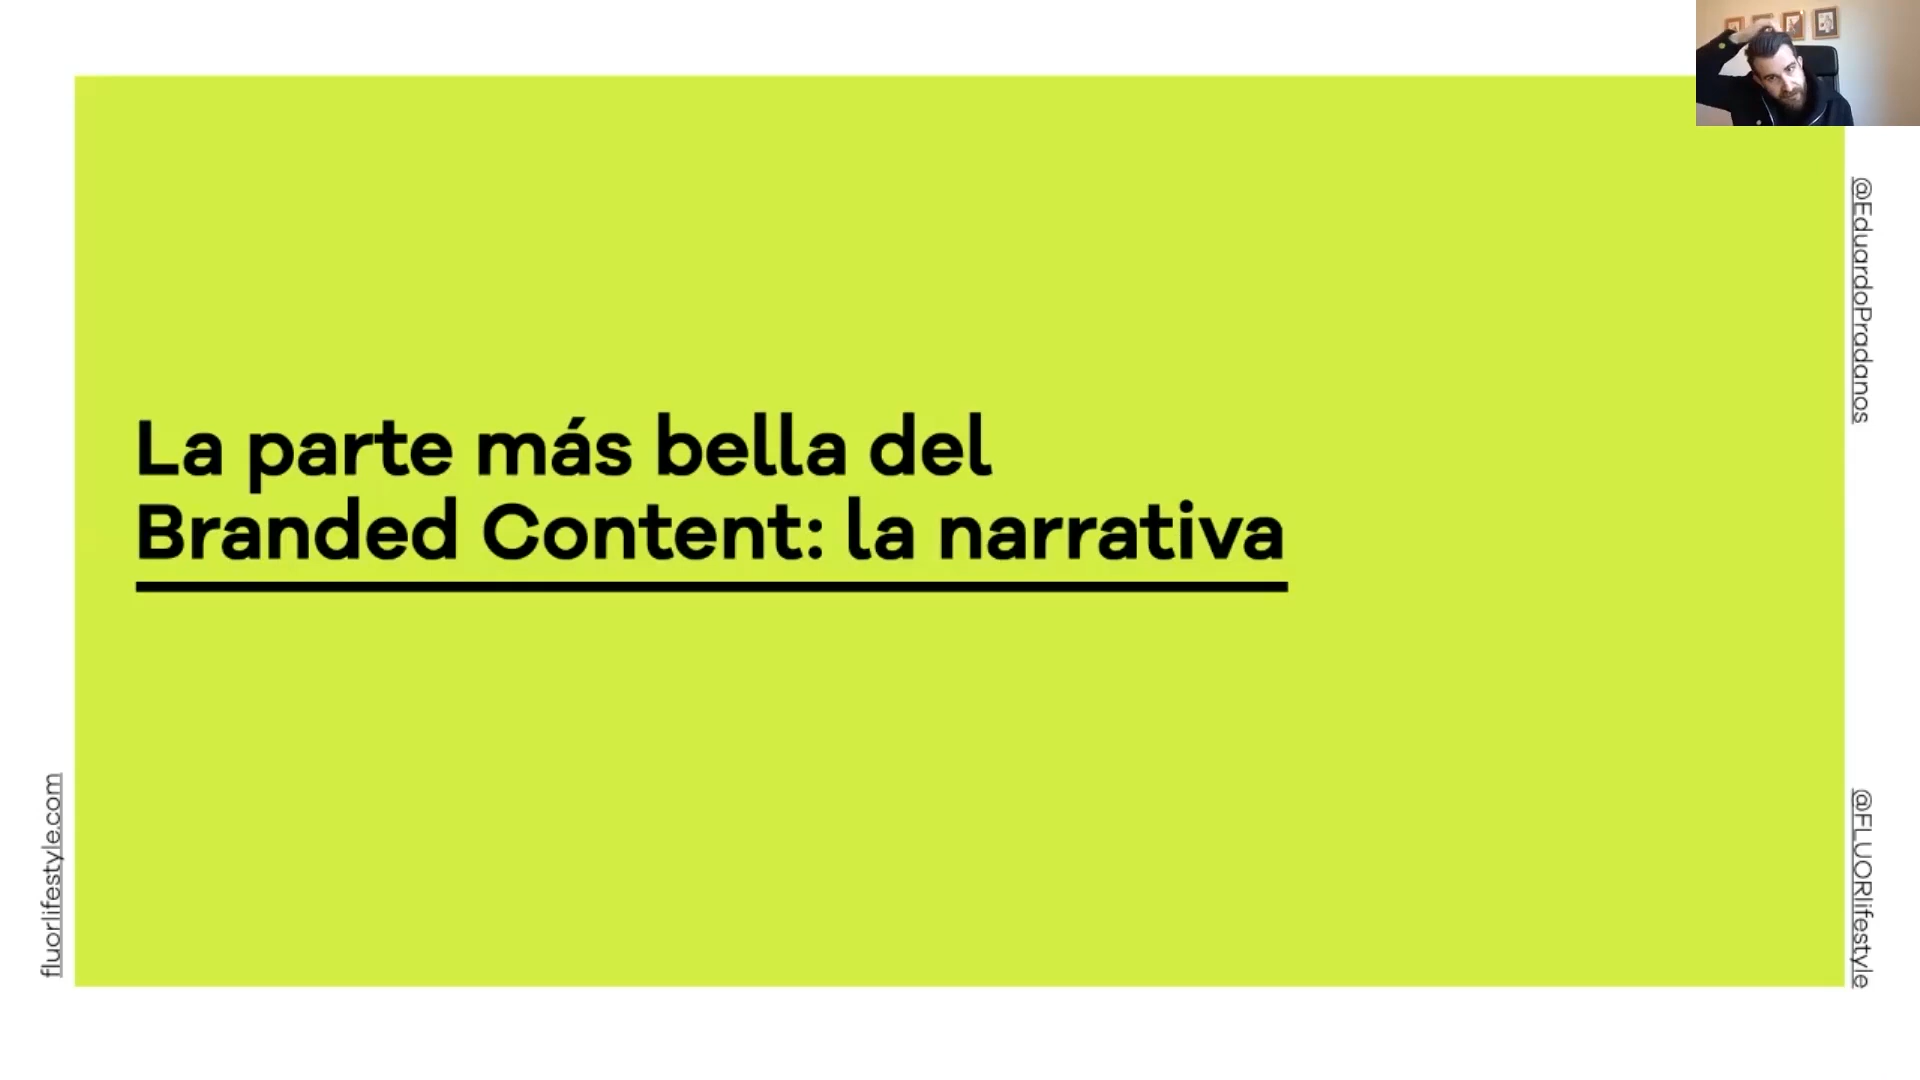 La parte más bella del
Branded Content: la narrativa
@EduardoPradanos
fluorlifestyle.com
@FLUORlifestyle